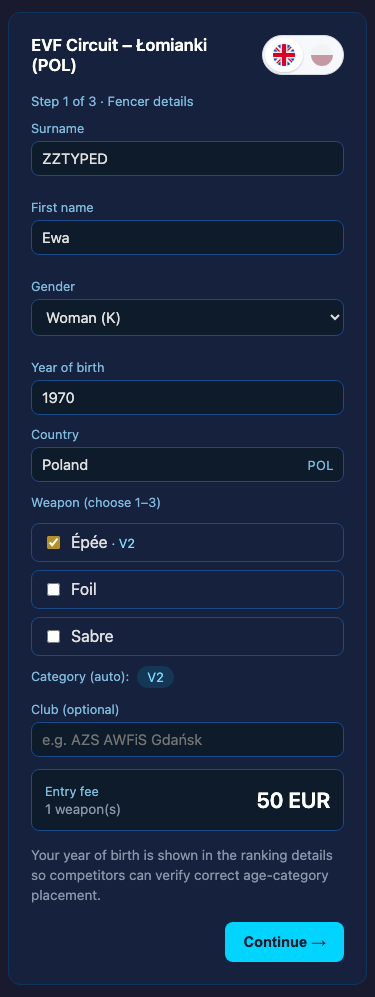 EVF Circuit – Łomianki
(POL)
Step 1 of 3 · Fencer details
Surname
ZZTYPED
First name
Ewa
Gender
Woman (K)
Year of birth
1970
Country
Poland
POL
Weapon (choose 1–3)
Épée · V2
Foil
Sabre
Category (auto): V2
Club (optional)
e.g. AZS AWFiS Gdańsk
Entry fee
1 weapon(s)
50 EUR
Your year of birth is shown in the ranking details
so competitors can verify correct age-category
placement.
Continue →